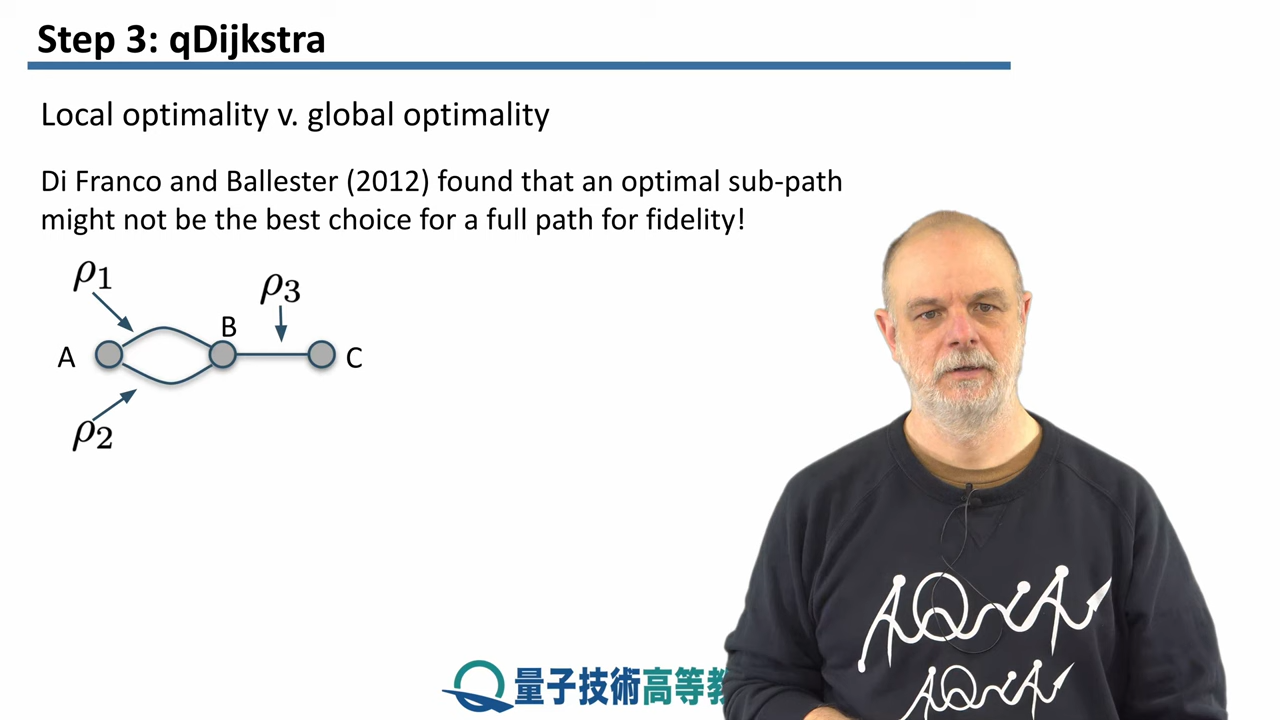 Step 3: qDijkstra
Local optimality v. global optimality
Di Franco and Ballester (2012) found that an optimal sub-path
might not be the best choice for a full path for fidelity!
ρ1
ρ3
B
A
C
ρ2
AQUA
AQUA
量子技術高等教